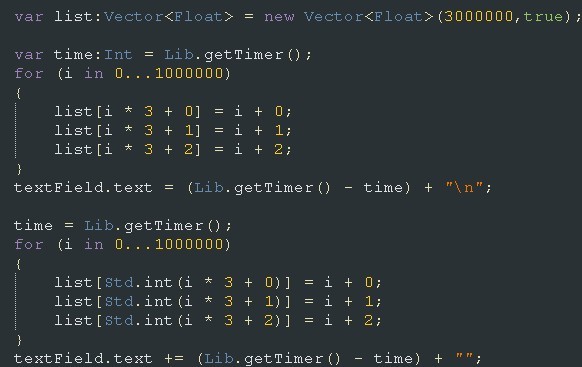 var list:Vector<Float> = new Vector<Float>(3000000,true);
var time:Int = Lib.getTimer();
for (i in 0...1000000)
{
list[i * 3 + 0] = i + 0;
list[i * 3 + 1] = i + 1;
list[i * 3 + 2] = i + 2;
}
textField.text = (Lib.getTimer() - time) + "\n";
time = Lib.getTimer();
for (i in 0...1000000)
{
list[Std.int(i * 3 + 0)] = i + 0;
list[Std.int(i * 3 + 1)] = i + 1;
list[Std.int(i * 3 + 2)] = i + 2;
}
textField.text += (Lib.getTimer() - time) + "";